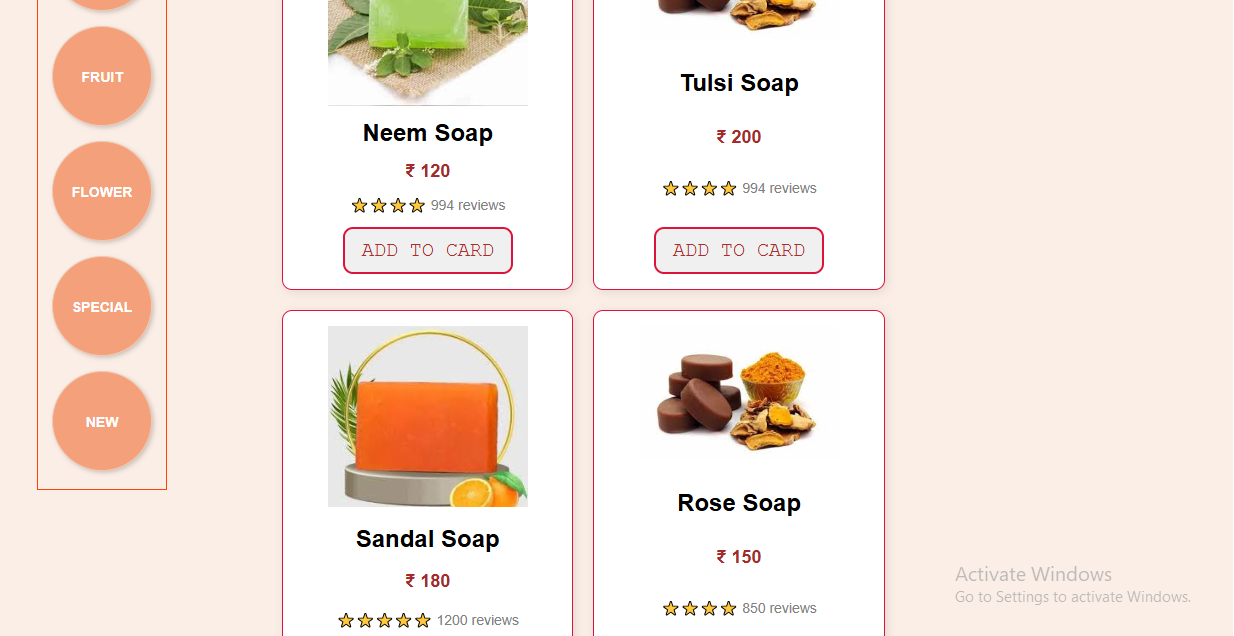 FRUIT
FLOWER
SPECIAL
NEW
Neem Soap
₹ 120
994 reviews
ADD TO CARD
Tulsi Soap
₹ 200
994 reviews
ADD TO CARD
Sandal Soap
₹ 180
1200 reviews
Rose Soap
₹ 150
850 reviews
Activate Windows
Go to Settings to activate Windows.